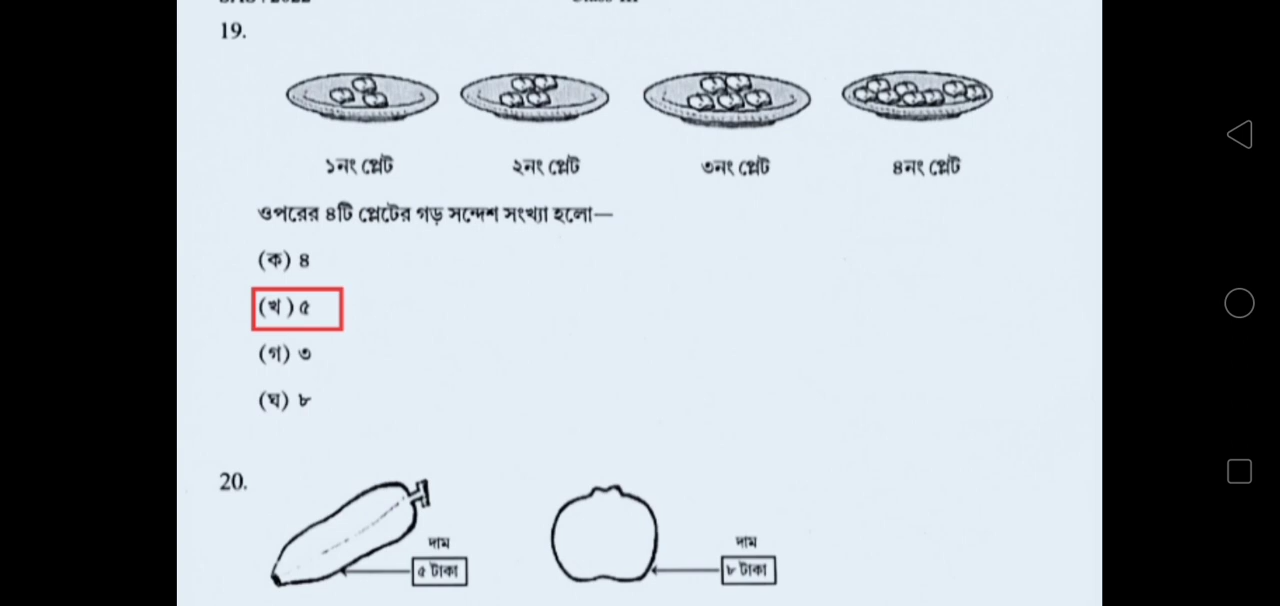 19.
১নং প্লেট ২নং প্লেট ৩নং প্লেট ৪নং প্লেট
ওপরের ৪টি প্লেটের গড় সন্দেশ সংখ্যা হলো—
(ক) ৪
(খ) ৫
(গ) ৩
(ঘ) ৮
20.
দাম দাম
৫ টাকা ৮ টাকা